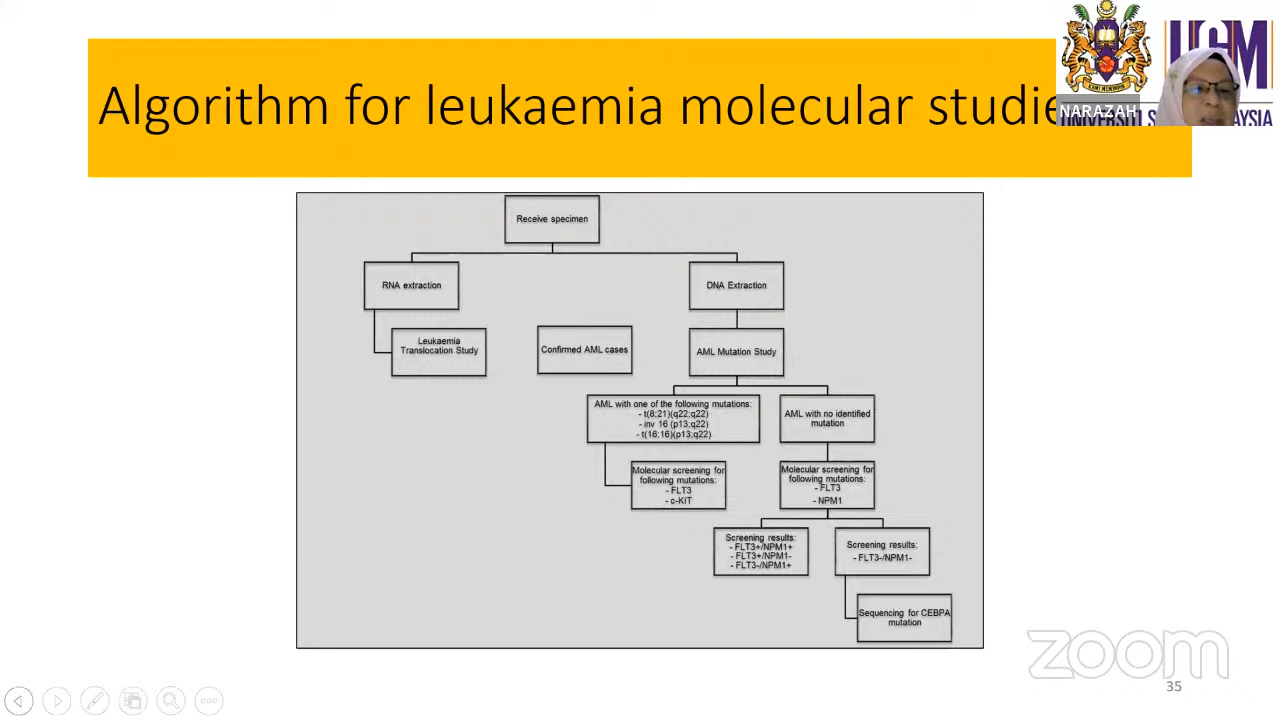 Algorithm for leukaemia molecular studie
NARAZAH
Receive specimen
RNA extraction
DNA Extraction
Leukaemia
Translocation Study
Confirmed AML cases
AML Mutation Study
AML with one of the following mutations:
- t(8;21)(q22;q22)
- inv 16 (p13;q22)
- t(16;16)(p13;q22)
AML with no identified
mutation
Molecular screening for
following mutations:
- FLT3
- c-KIT
Molecular screening for
following mutations:
- FLT3
- NPM1
Screening results:
- FLT3+/NPM1+
- FLT3+/NPM1-
- FLT3-/NPM1+
Screening results:
- FLT3-/NPM1-
Sequencing for CEBPA
mutation
zoom
35